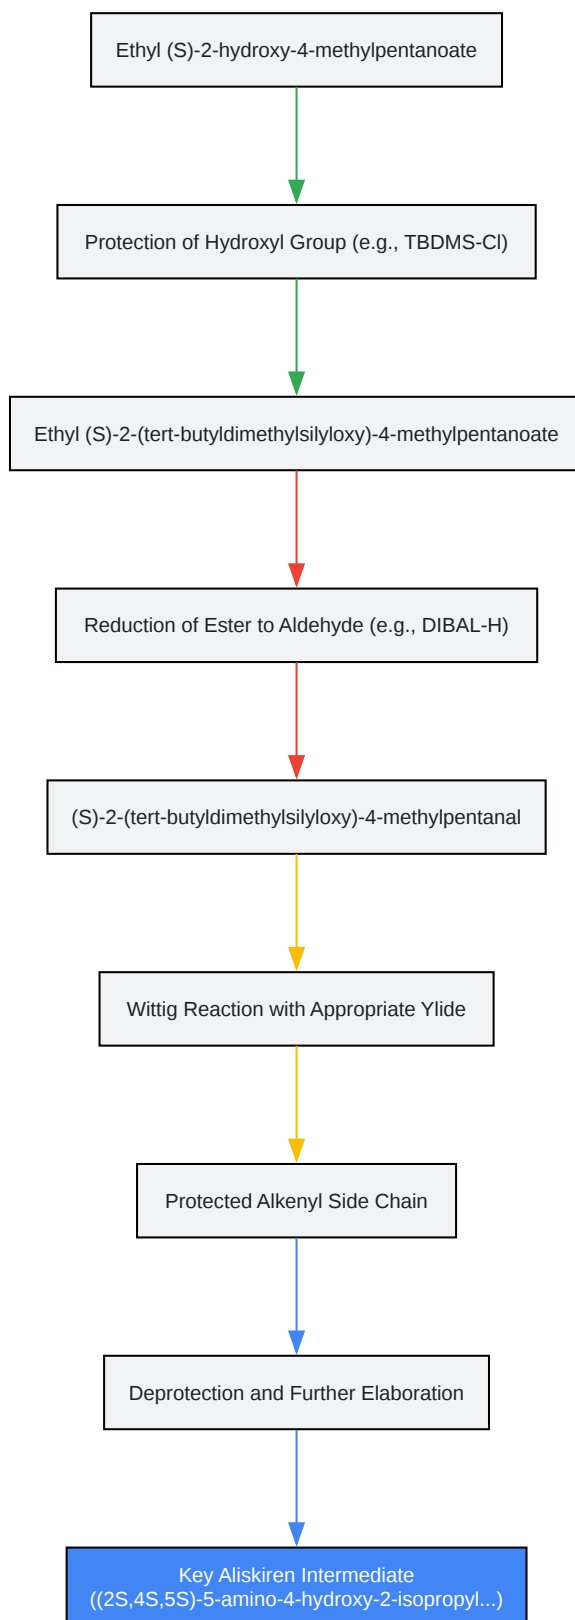 Ethyl (S)-2-hydroxy-4-methylpentanoate
Protection of Hydroxyl Group (e.g., TBDMS-Cl)
Ethyl (S)-2-(tert-butyldimethylsilyloxy)-4-methylpentanoate
Reduction of Ester to Aldehyde (e.g., DIBAL-H)
(S)-2-(tert-butyldimethylsilyloxy)-4-methylpentanal
Wittig Reaction with Appropriate Ylide
Protected Alkenyl Side Chain
Deprotection and Further Elaboration
Key Aliskiren Intermediate
((2S,4S,5S)-5-amino-4-hydroxy-2-isopropyl...)